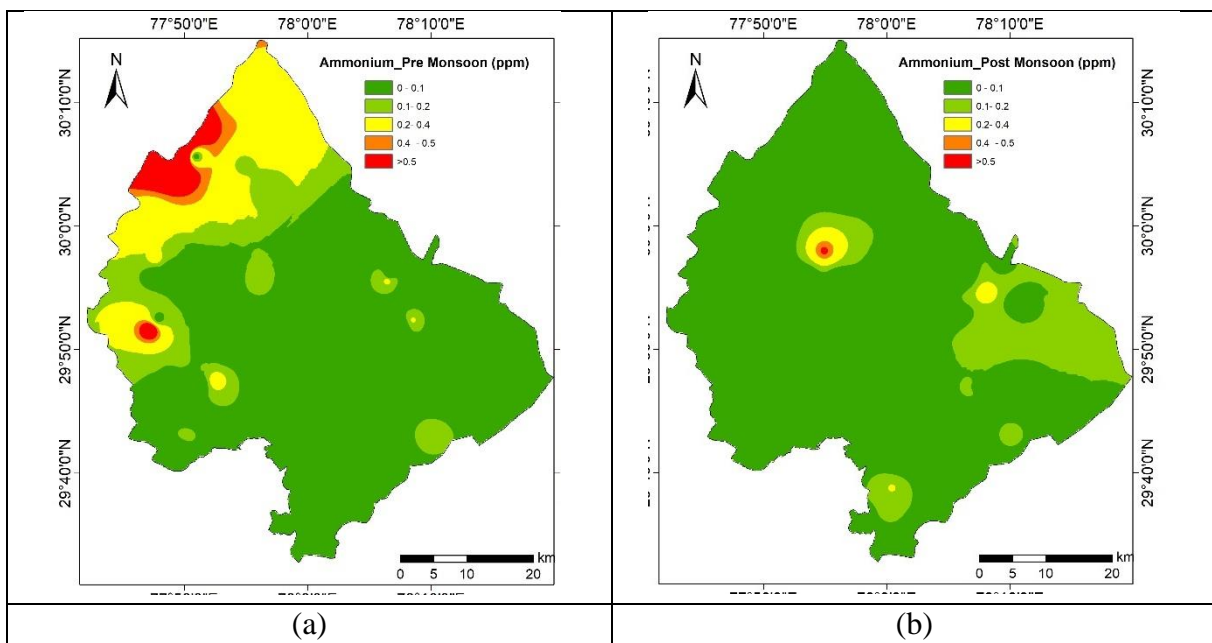 77°50'0"E 78°0'0"E 78°10'0"E
N
Ammonium_Pre Monsoon (ppm)
0 - 0.1
0.1- 0.2
0.2- 0.4
0.4 - 0.5
>0.5
30°10'0"N
30°0'0"N
29°50'0"N
29°40'0"N
km
0 5 10 20
(a)
77°50'0"E 78°0'0"E 78°10'0"E
N
Ammonium_Post Monsoon (ppm)
0 - 0.1
0.1- 0.2
0.2- 0.4
0.4 - 0.5
>0.5
30°10'0"N
30°0'0"N
29°50'0"N
29°40'0"N
km
0 5 10 20
(b)